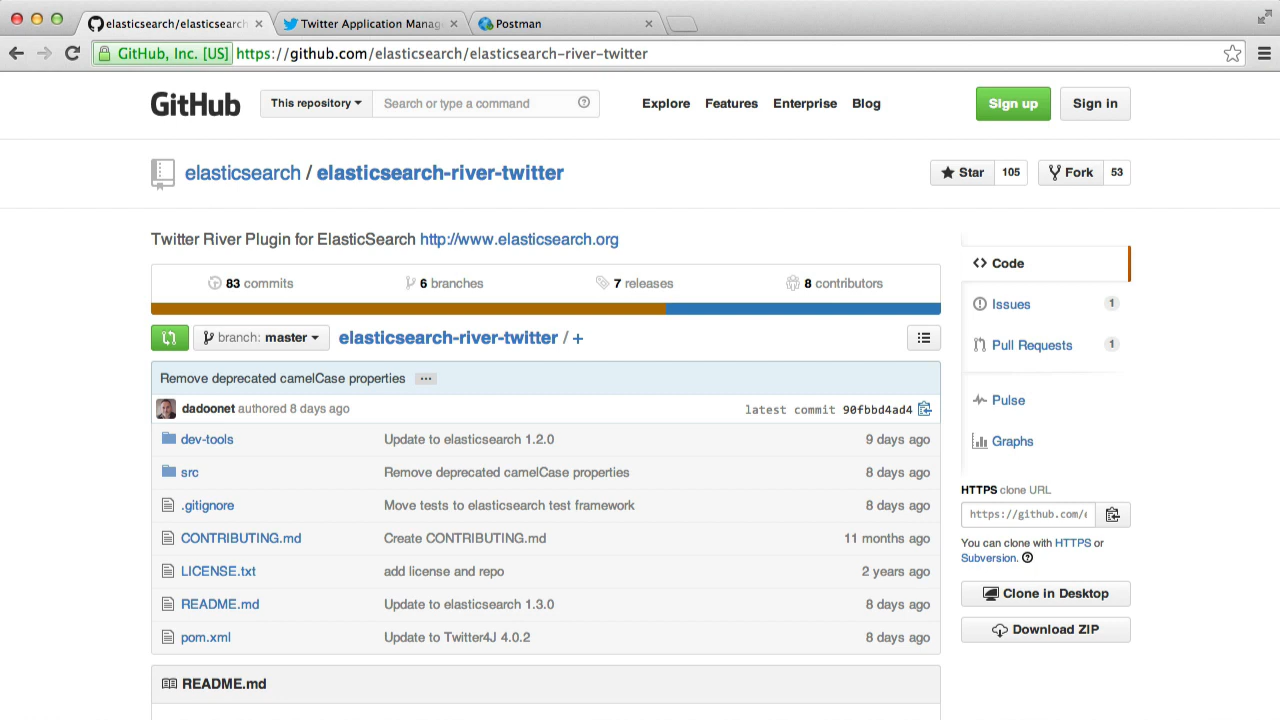 elasticsearch/elasticsearch
Twitter Application Manag
Postman
GitHub, Inc. [US] https://github.com/elasticsearch/elasticsearch-river-twitter
GitHub This repository Search or type a command Explore Features Enterprise Blog Sign up Sign in
elasticsearch / elasticsearch-river-twitter Star 105 Fork 53
Twitter River Plugin for ElasticSearch http://www.elasticsearch.org
83 commits 6 branches 7 releases 8 contributors
branch: master elasticsearch-river-twitter / +
Remove deprecated camelCase properties ...
dadoonet authored 8 days ago latest commit 90fbbd4ad4
dev-tools Update to elasticsearch 1.2.0 9 days ago
src Remove deprecated camelCase properties 8 days ago
.gitignore Move tests to elasticsearch test framework 8 days ago
CONTRIBUTING.md Create CONTRIBUTING.md 11 months ago
LICENSE.txt add license and repo 2 years ago
README.md Update to elasticsearch 1.3.0 8 days ago
pom.xml Update to Twitter4J 4.0.2 8 days ago
README.md
Code
Issues 1
Pull Requests 1
Pulse
Graphs
HTTPS clone URL
https://github.com/
You can clone with HTTPS or
Subversion.
Clone in Desktop
Download ZIP